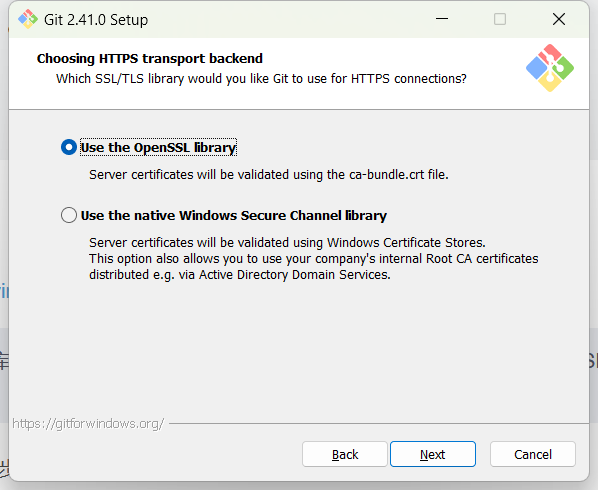 Git 2.41.0 Setup
Choosing HTTPS transport backend
Which SSL/TLS library would you like Git to use for HTTPS connections?
Use the OpenSSL library
Server certificates will be validated using the ca-bundle.crt file.
Use the native Windows Secure Channel library
Server certificates will be validated using Windows Certificate Stores.
This option also allows you to use your company's internal Root CA certificates
distributed e.g. via Active Directory Domain Services.
https://gitforwindows.org/
Back Next Cancel